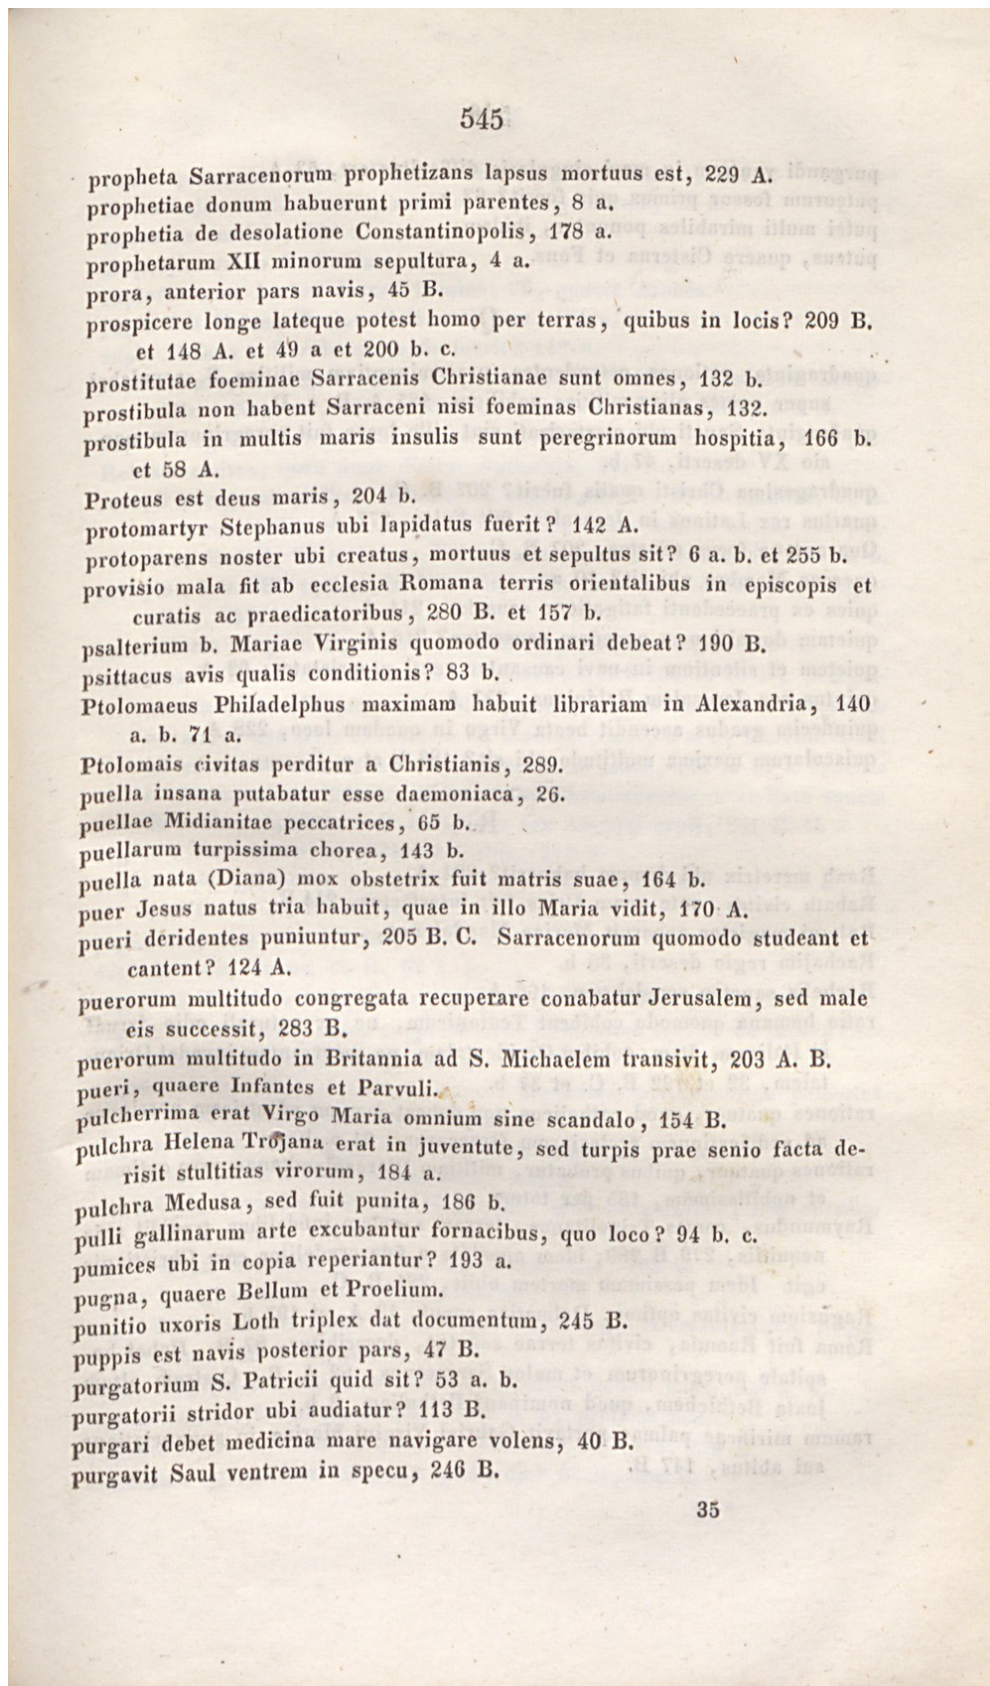 545
propheta Sarracenorum prophetizans lapsus mortuus est, 229 A.
prophetiae donum habuerunt primi parentes, 8 a.
prophetia de desolatione Constantinopolis, 178 a.
prophetarum XII minorum sepultura, 4 a.
prora, anterior pars navis, 45 B.
prospicere longe lateque potest homo per terras, quibus in locis? 209 B.
et 148 A. et 49 a et 200 b. c.
prostitutae foeminae Sarracenis Christianae sunt omnes, 132 b.
prostibula non habent Sarraceni nisi foeminas Christianas, 132.
prostibula in multis maris insulis sunt peregrinorum hospitia, 166 b.
et 58 A.
Proteus est deus maris, 204 b.
protomartyr Stephanus ubi lapidatus fuerit? 142 A.
protoparens noster ubi creatus, mortuus et sepultus sit? 6 a. b. et 255 b.
provisio mala fit ab ecclesia Romana terris orientalibus in episcopis et
curatis ac praedicatoribus, 280 B. et 157 b.
psalterium b. Mariae Virginis quomodo ordinari debeat? 190 B.
psittacus avis qualis conditionis? 83 b.
Ptolomaeus Philadelphus maximam habuit librariam in Alexandria, 140
a. b. 71 a.
Ptolomais civitas perditur a Christianis, 289.
puella insana putabatur esse daemoniaca, 26.
puellae Midianitae peccatrices, 65 b.
puellarum turpissima chorea, 143 b.
puella nata (Diana) mox obstetrix fuit matris suae, 164 b.
puer Jesus natus tria habuit, quae in illo Maria vidit, 170 A.
pueri deridentes puniuntur, 205 B. C. Sarracenorum quomodo studeant et
cantent? 124 A.
puerorum multitudo congregata recuperare conabatur Jerusalem, sed male
eis successit, 283 B.
puerorum multitudo in Britannia ad S. Michaelem transivit, 203 A. B.
pueri, quaere Infantes et Parvuli.
pulcherrima erat Virgo Maria omnium sine scandalo, 154 B.
pulchra Helena Trojana erat in juventute, sed turpis prae senio facta de-
risit stultitias virorum, 184 a.
pulchra Medusa, sed fuit punita, 186 b.
pulli gallinarum arte excubantur fornacibus, quo loco? 94 b. c.
pumices ubi in copia reperiantur? 193 a.
pugna, quaere Bellum et Proelium.
punitio uxoris Loth triplex dat documentum, 245 B.
puppis est navis posterior pars, 47 B.
purgatorium S. Patricii quid sit? 53 a. b.
purgatorii stridor ubi audiatur? 113 B.
purgari debet medicina mare navigare volens, 40 B.
purgavit Saul ventrem in specu, 246 B.
35